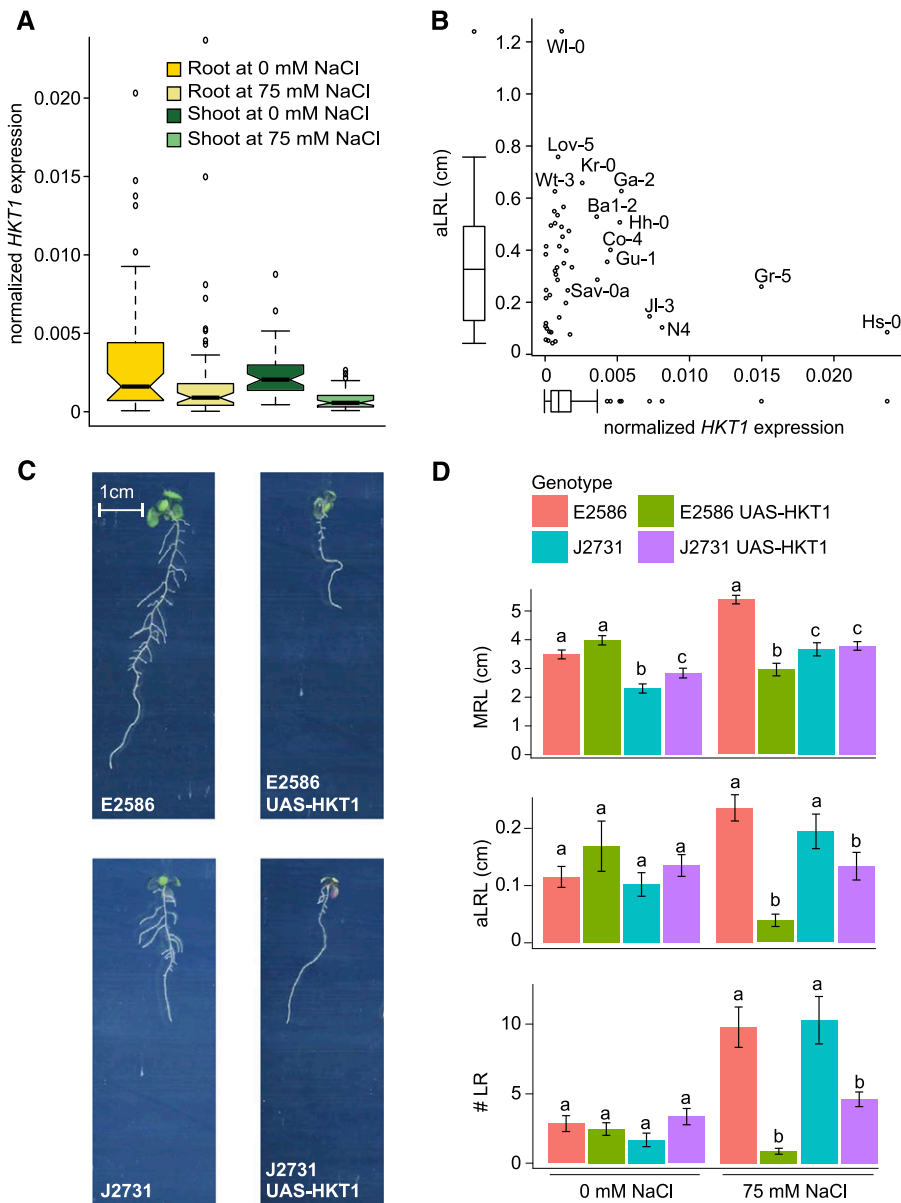 A
normalized HKT1 expression
0.020
0.015
0.010
0.005
0
Root at 0 mM NaCl
Root at 75 mM NaCl
Shoot at 0 mM NaCl
Shoot at 75 mM NaCl
B
aLRL (cm)
1.2
1.0
0.8
0.6
0.4
0.2
0
Wl-0
Lov-5
Kr-0
Wt-3
Ga-2
Ba1-2
Hh-0
Co-4
Gu-1
Sav-0a
Gr-5
Jl-3
N4
Hs-0
0 0.005 0.010 0.015 0.020
normalized HKT1 expression
C
1cm
E2586
E2586
UAS-HKT1
J2731
J2731
UAS-HKT1
D
Genotype
E2586
E2586 UAS-HKT1
J2731
J2731 UAS-HKT1
MRL (cm)
5
4
3
2
1
0
a a b c a b c c
aLRL (cm)
0.2
0.1
0
a a a a a b a b
# LR
10
5
0
a a a a a b a b
0 mM NaCl 75 mM NaCl